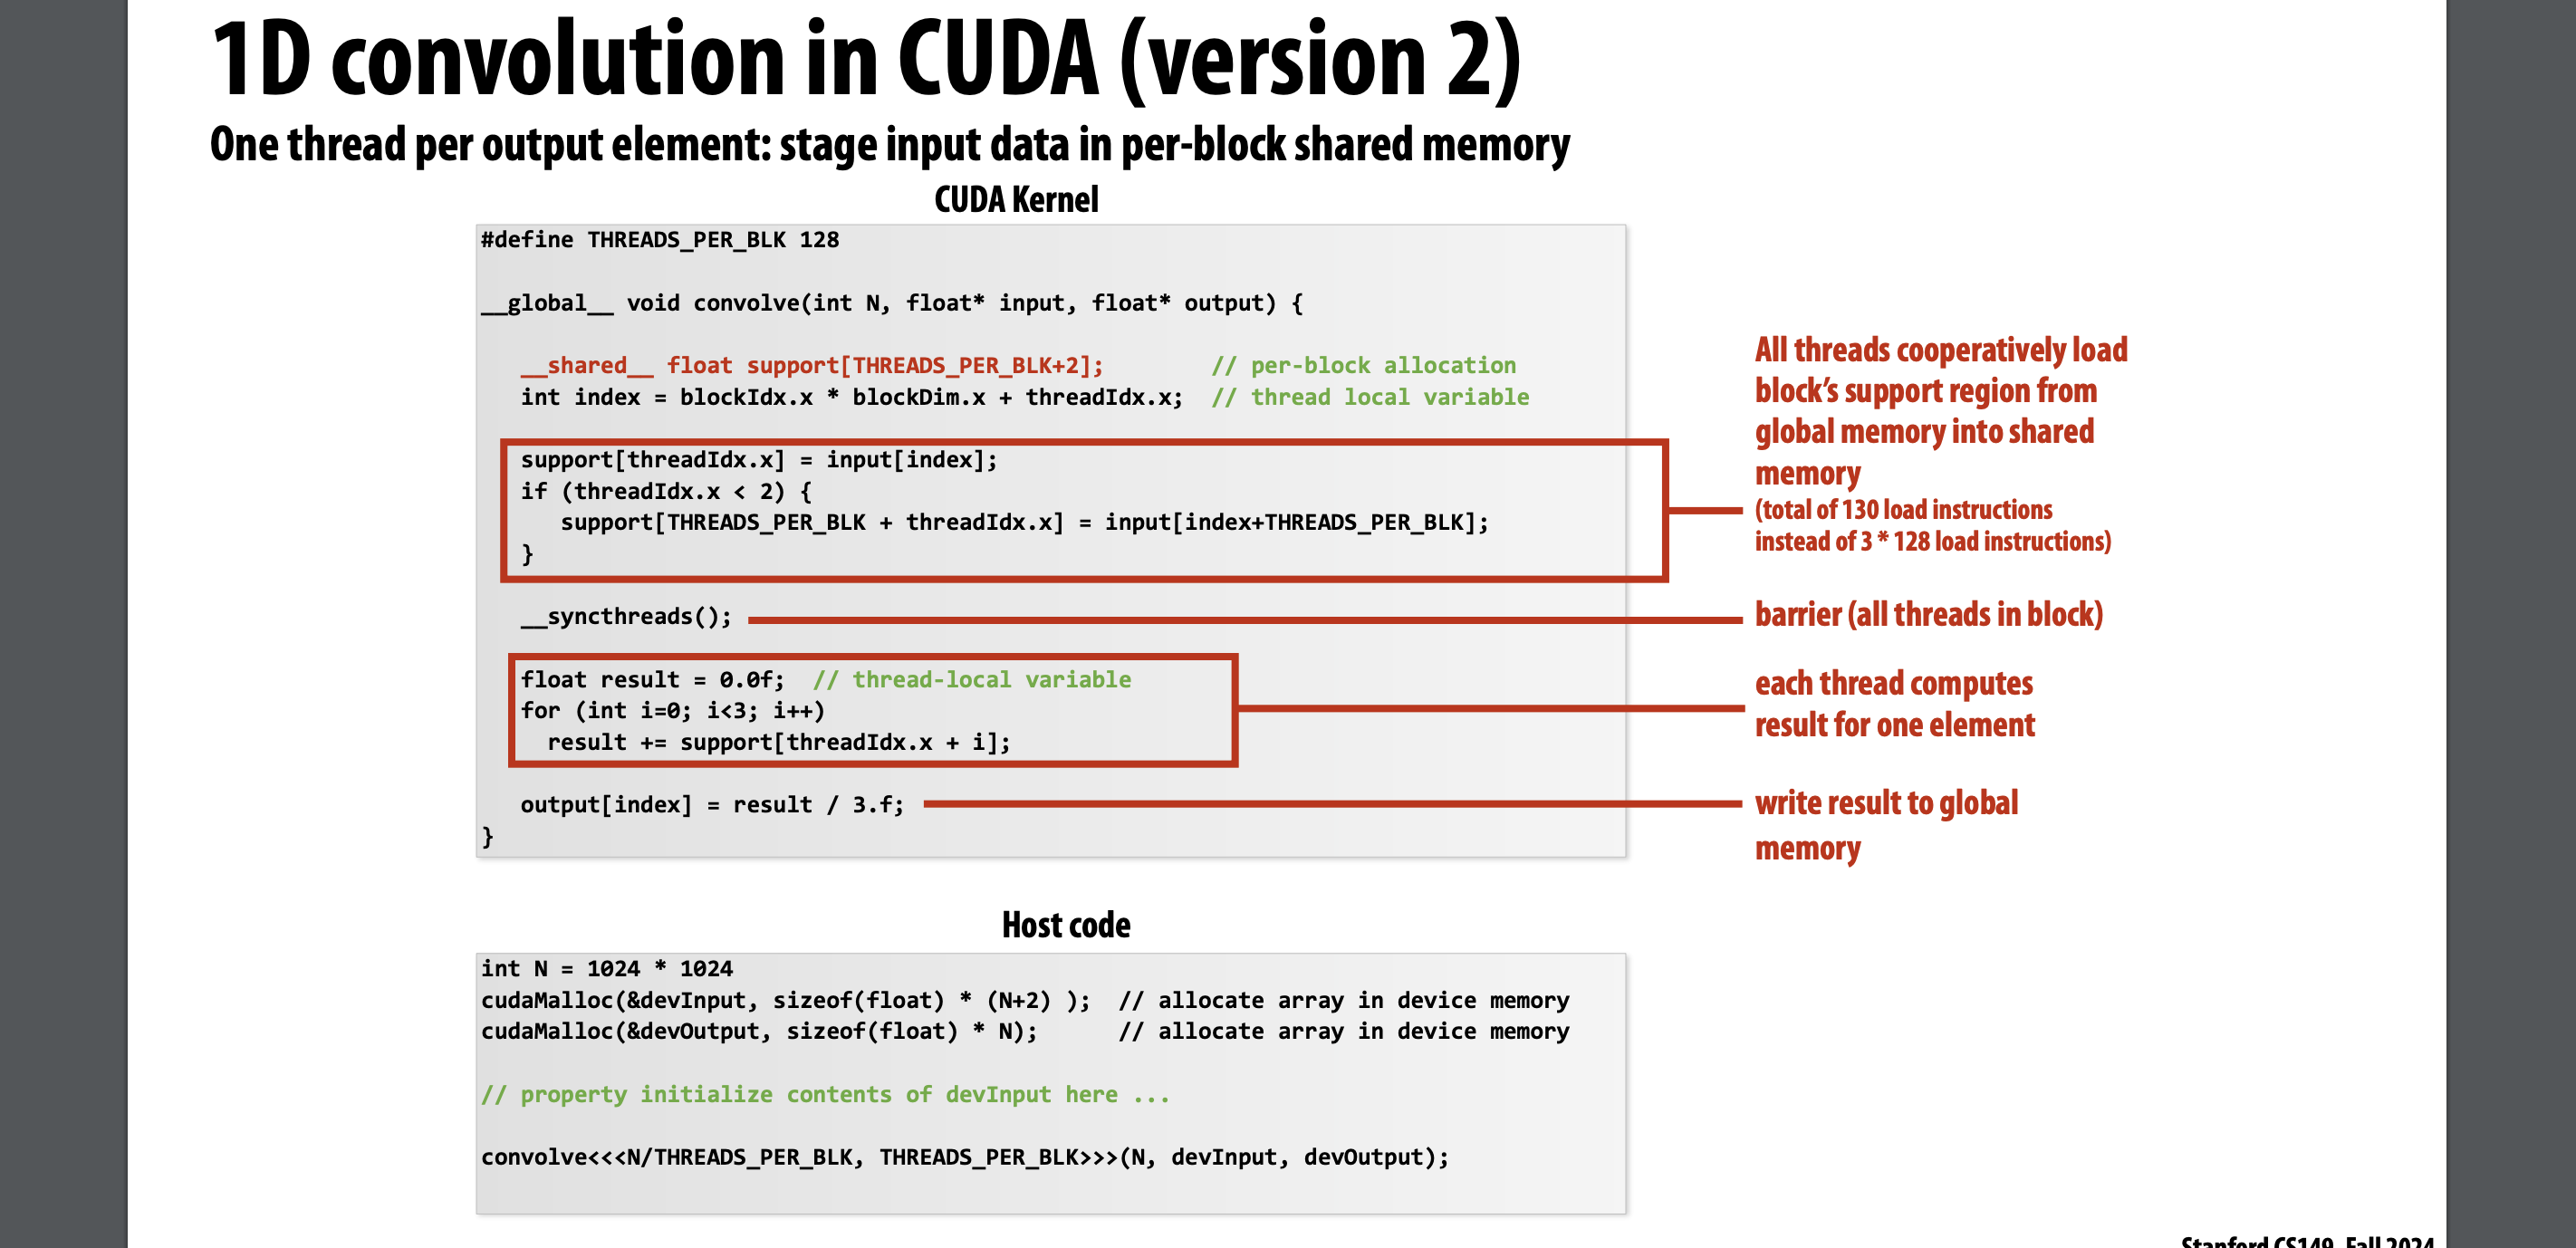 1D convolution in CUDA (version 2)
One thread per output element: stage input data in per-block shared memory
CUDA Kernel
#define THREADS_PER_BLK 128
__global__ void convolve(int N, float* input, float* output) {
__shared__ float support[THREADS_PER_BLK+2];        // per-block allocation
int index = blockIdx.x * blockDim.x + threadIdx.x;  // thread local variable
support[threadIdx.x] = input[index];
if (threadIdx.x < 2) {
support[THREADS_PER_BLK + threadIdx.x] = input[index+THREADS_PER_BLK];
}
__syncthreads();
float result = 0.0f;  // thread-local variable
for (int i=0; i<3; i++)
result += support[threadIdx.x + i];
output[index] = result / 3.f;
}
All threads cooperatively load
block’s support region from
global memory into shared
memory
(total of 130 load instructions
instead of 3 * 128 load instructions)
barrier (all threads in block)
each thread computes
result for one element
write result to global
memory
Host code
int N = 1024 * 1024
cudaMalloc(&devInput, sizeof(float) * (N+2) );  // allocate array in device memory
cudaMalloc(&devOutput, sizeof(float) * N);      // allocate array in device memory
// property initialize contents of devInput here ...
convolve<<<N/THREADS_PER_BLK, THREADS_PER_BLK>>>(N, devInput, devOutput);
Stanford CS149, Fall 2024